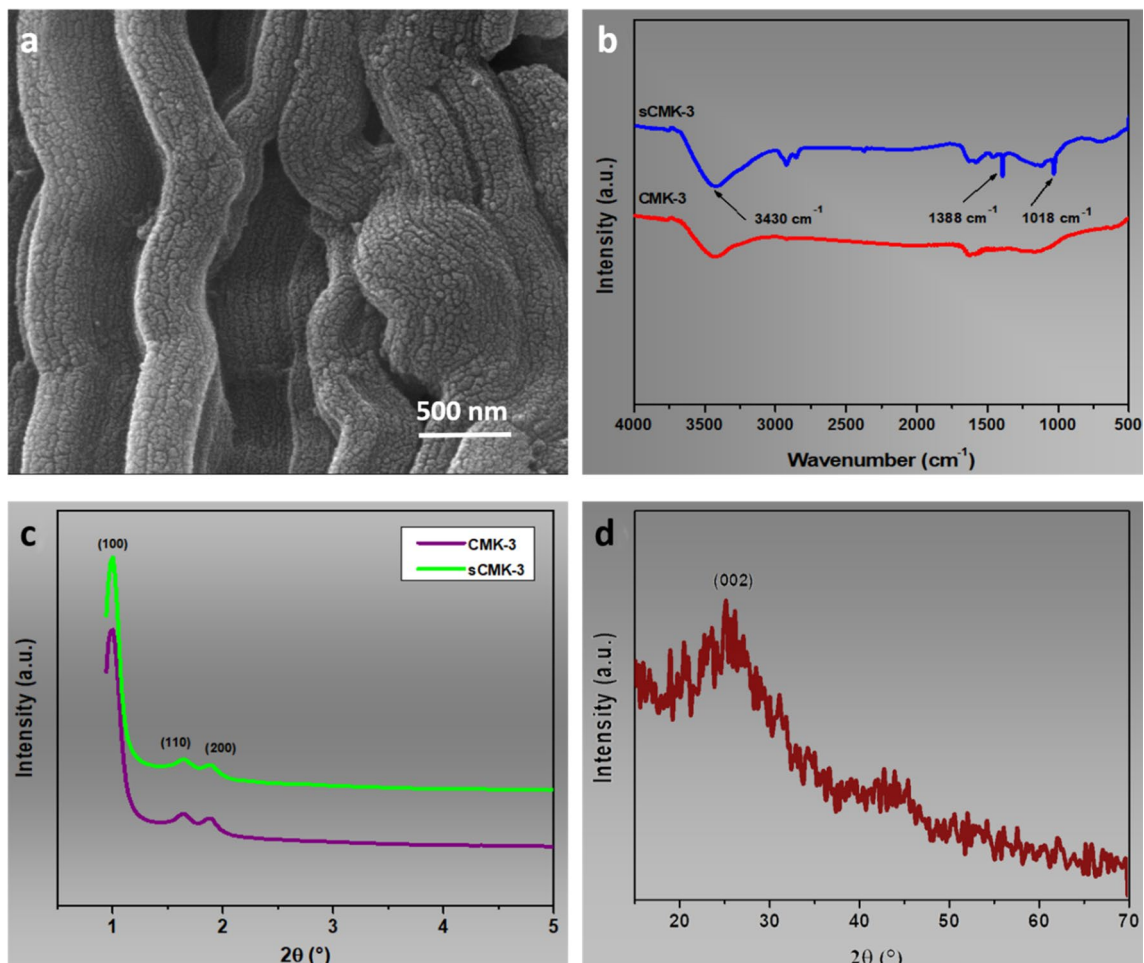 a
500 nm
b
sCMK-3
CMK-3
3430 cm⁻¹
1388 cm⁻¹
1018 cm⁻¹
Intensity (a.u.)
4000 3500 3000 2500 2000 1500 1000 500
Wavenumber (cm⁻¹)
c
(100)
CMK-3
sCMK-3
(110)
(200)
Intensity (a.u.)
1 2 3 4 5
2θ (°)
d
(002)
Intensity (a.u.)
20 30 40 50 60 70
2θ (°)